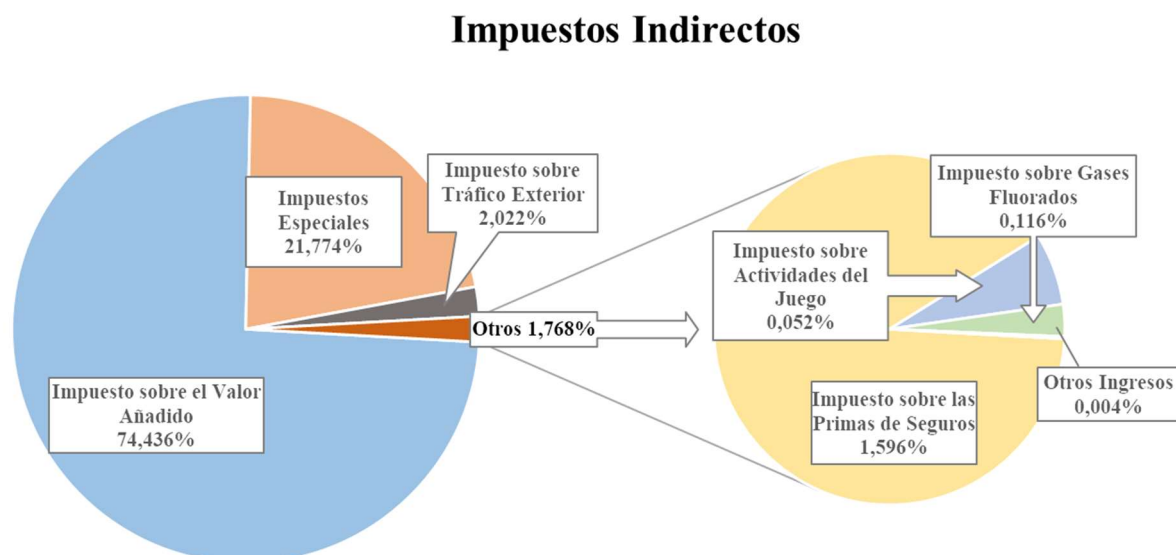 Impuestos Indirectos
Impuestos
Especiales
21,774%
Impuesto sobre
Tráfico Exterior
2,022%
Impuesto sobre el Valor
Añadido
74,436%
Otros 1,768%
Impuesto sobre Gases
Fluorados
0,116%
Impuesto sobre
Actividades del
Juego
0,052%
Otros Ingresos
0,004%
Impuesto sobre las
Primas de Seguros
1,596%